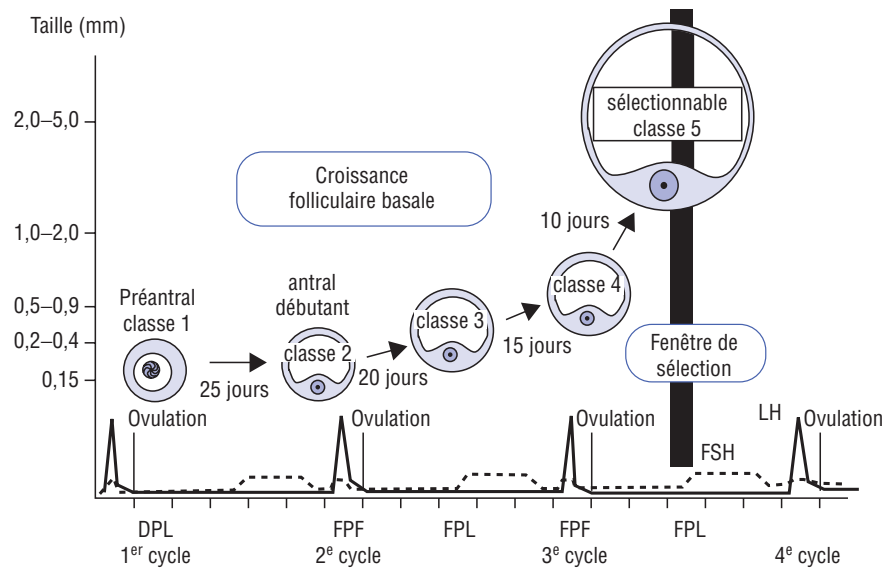 Taille (mm)
2,0–5,0
1,0–2,0
0,5–0,9
0,2–0,4
0,15
Croissance
folliculaire basale
sélectionnable
classe 5
10 jours
Préantral
classe 1
antral
débutant
classe 2
classe 3
classe 4
25 jours
20 jours
15 jours
Fenêtre de
sélection
Ovulation
Ovulation
Ovulation
LH
Ovulation
FSH
DPL
FPF
FPL
FPF
FPL
1er cycle
2e cycle
3e cycle
4e cycle